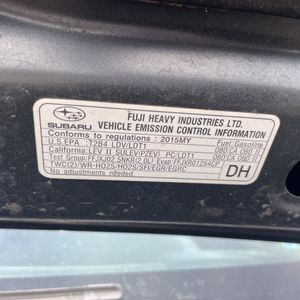 SUBARU
FUJI HEAVY INDUSTRIES LTD.
VEHICLE EMISSION CONTROL INFORMATION
Conforms to regulations : 2015MY Fuel: Gasoline
U.S.EPA : T2B4 LDV/LDT1 OBD:CA OBD II
California: LEV II SULEV(PZEV) PC/LDT1 OBD:CA OBD II
Test Group: FFJXJ02.5NKR(2.0L) Evap: FFJXR01254CP
TWC(2)/WR-HO2S/HO2S/SFI/EGR/EGRC
No adjustments needed.
DH